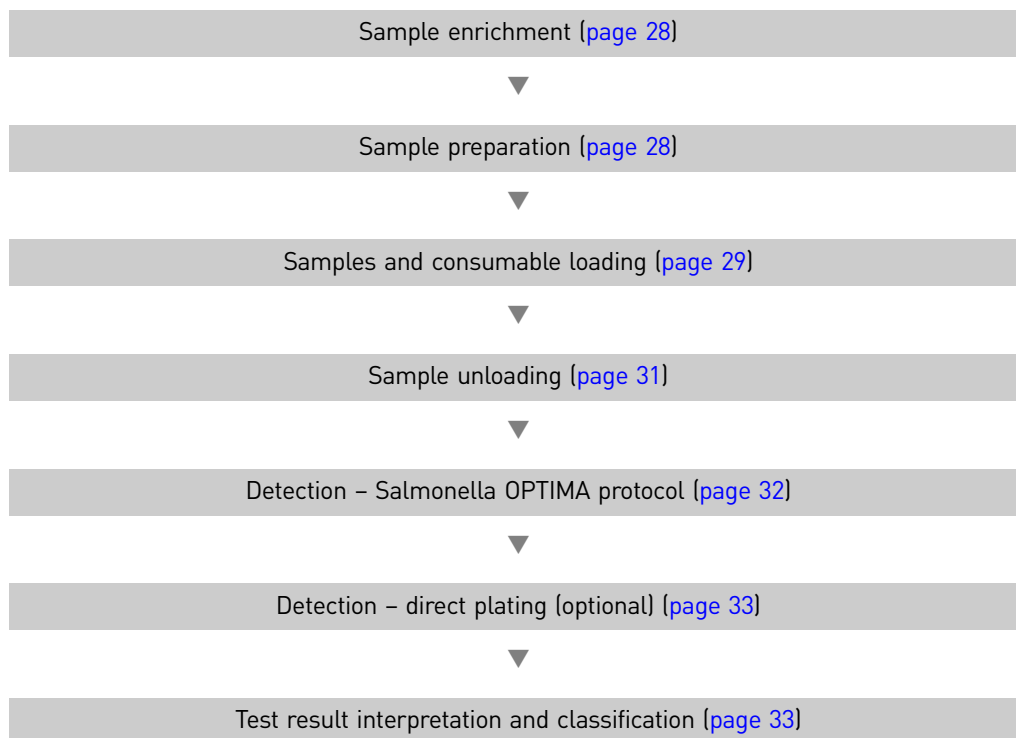 Sample enrichment (page 28)
Sample preparation (page 28)
Samples and consumable loading (page 29)
Sample unloading (page 31)
Detection – Salmonella OPTIMA protocol (page 32)
Detection – direct plating (optional) (page 33)
Test result interpretation and classification (page 33)